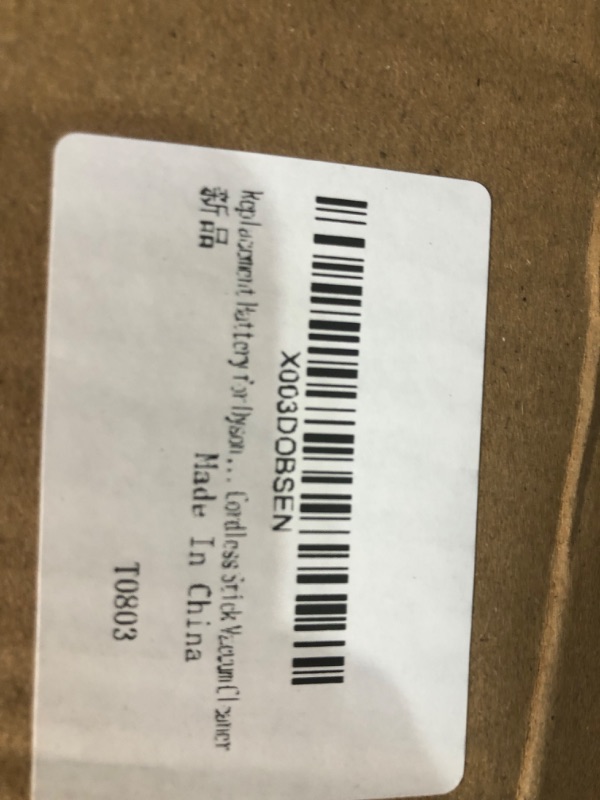 X003DOBSEN
Replacement Battery for Dyson... Cordless Stick Vacuum Cleaner
新品
Made In China
T0803